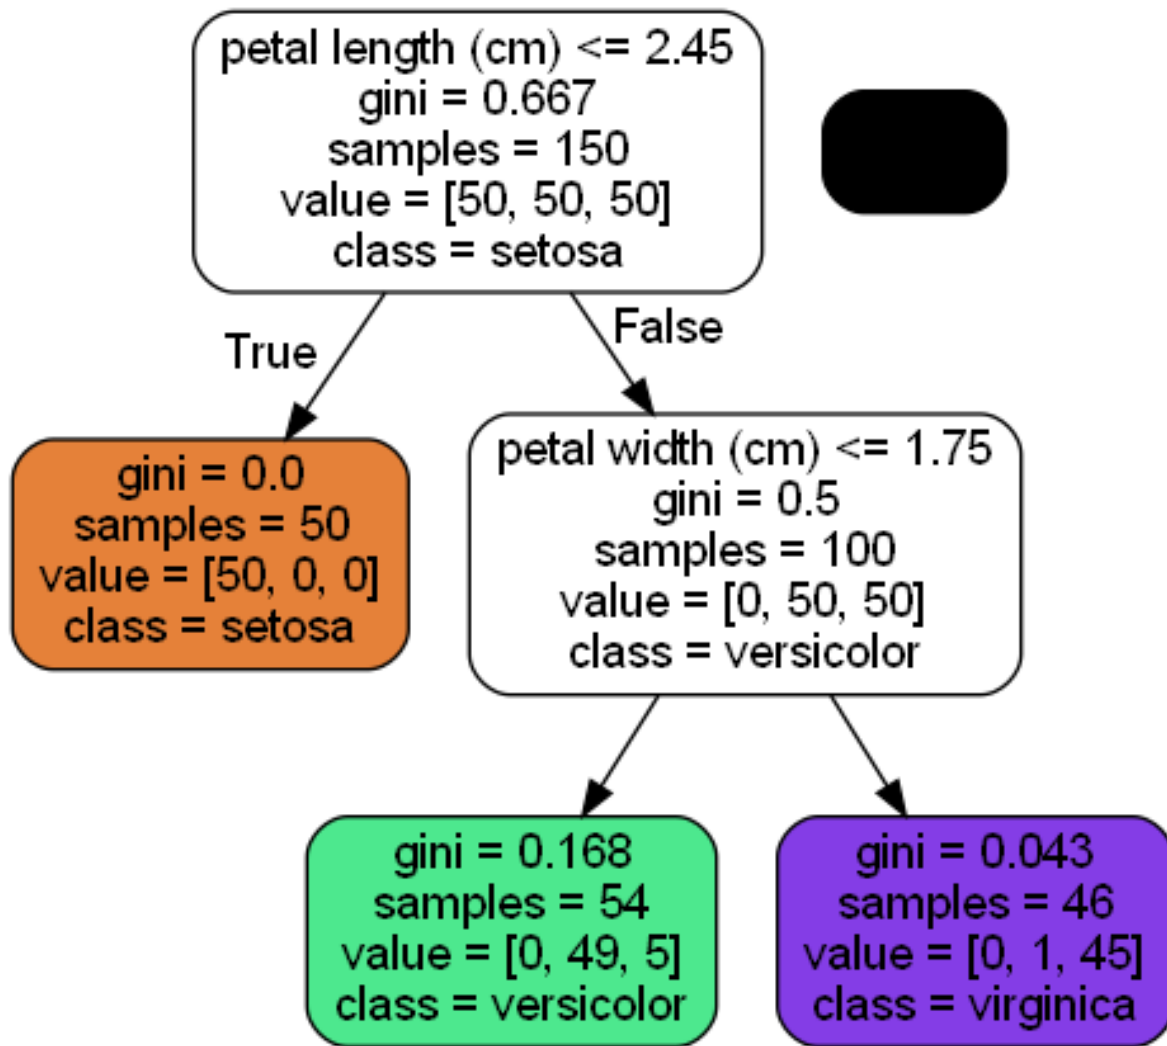 petal length (cm) <= 2.45
gini = 0.667
samples = 150
value = [50, 50, 50]
class = setosa
True
False
gini = 0.0
samples = 50
value = [50, 0, 0]
class = setosa
petal width (cm) <= 1.75
gini = 0.5
samples = 100
value = [0, 50, 50]
class = versicolor
gini = 0.168
samples = 54
value = [0, 49, 5]
class = versicolor
gini = 0.043
samples = 46
value = [0, 1, 45]
class = virginica